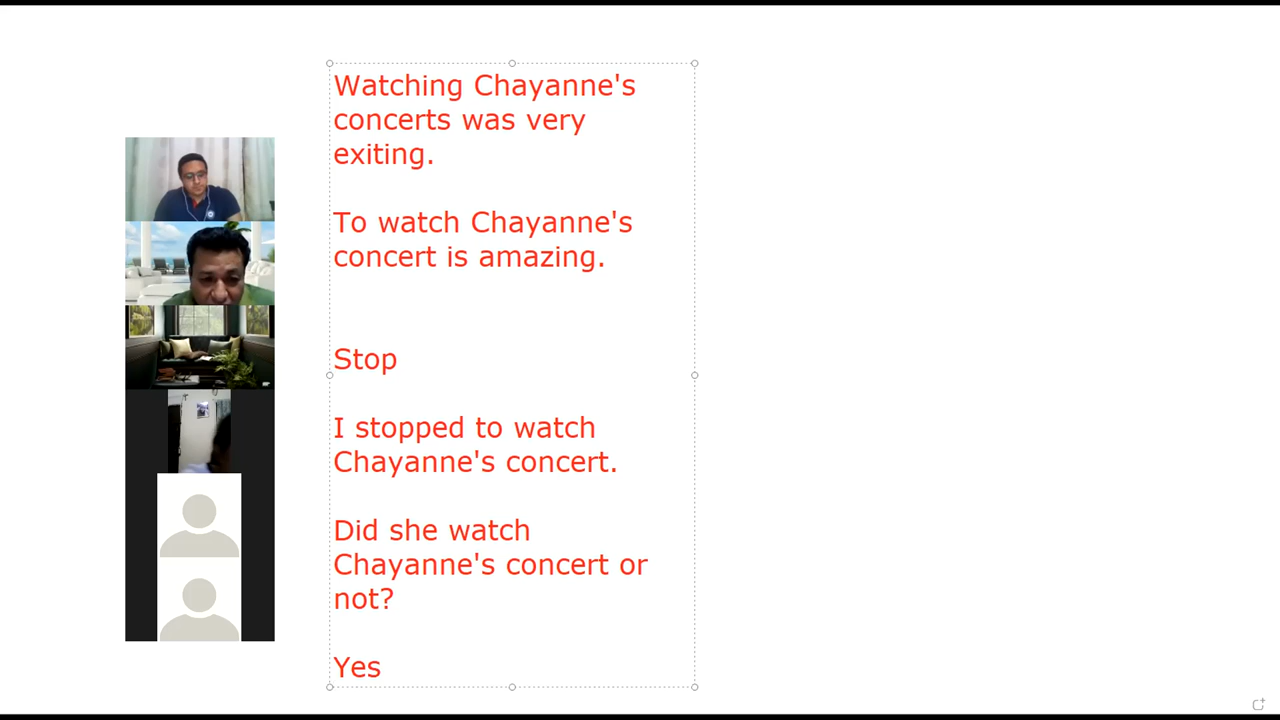 Watching Chayanne's
concerts was very
exiting.
To watch Chayanne's
concert is amazing.
Stop
I stopped to watch
Chayanne's concert.
Did she watch
Chayanne's concert or
not?
Yes